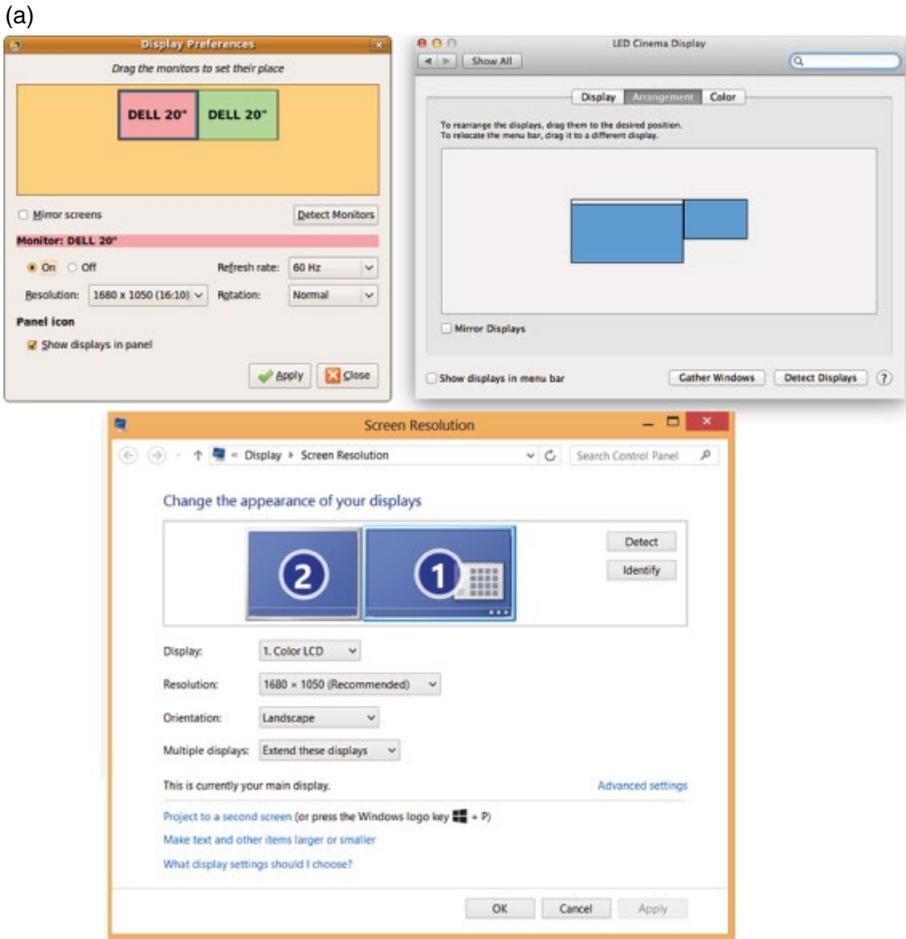 (a)
Display Preferences
Drag the monitors to set their place
DELL 20" DELL 20"
Mirror screens Detect Monitors
Monitor: DELL 20"
On Off Refresh rate: 60 Hz
Resolution: 1680 x 1050 (16:10) Rotation: Normal
Panel icon
Show displays in panel
Apply Close
LED Cinema Display
Show All
Display Arrangement Color
To rearrange the displays, drag them to the desired position.
To relocate the menu bar, drag it to a different display.
Mirror Displays
Show displays in menu bar Gather Windows Detect Displays ?
Screen Resolution
« Display Screen Resolution Search Control Panel
Change the appearance of your displays
2 1
Detect
Identify
Display: 1. Color LCD
Resolution: 1680 × 1050 (Recommended)
Orientation: Landscape
Multiple displays: Extend these displays
This is currently your main display. Advanced settings
Project to a second screen (or press the Windows logo key + P)
Make text and other items larger or smaller
What display settings should I choose?
OK Cancel Apply